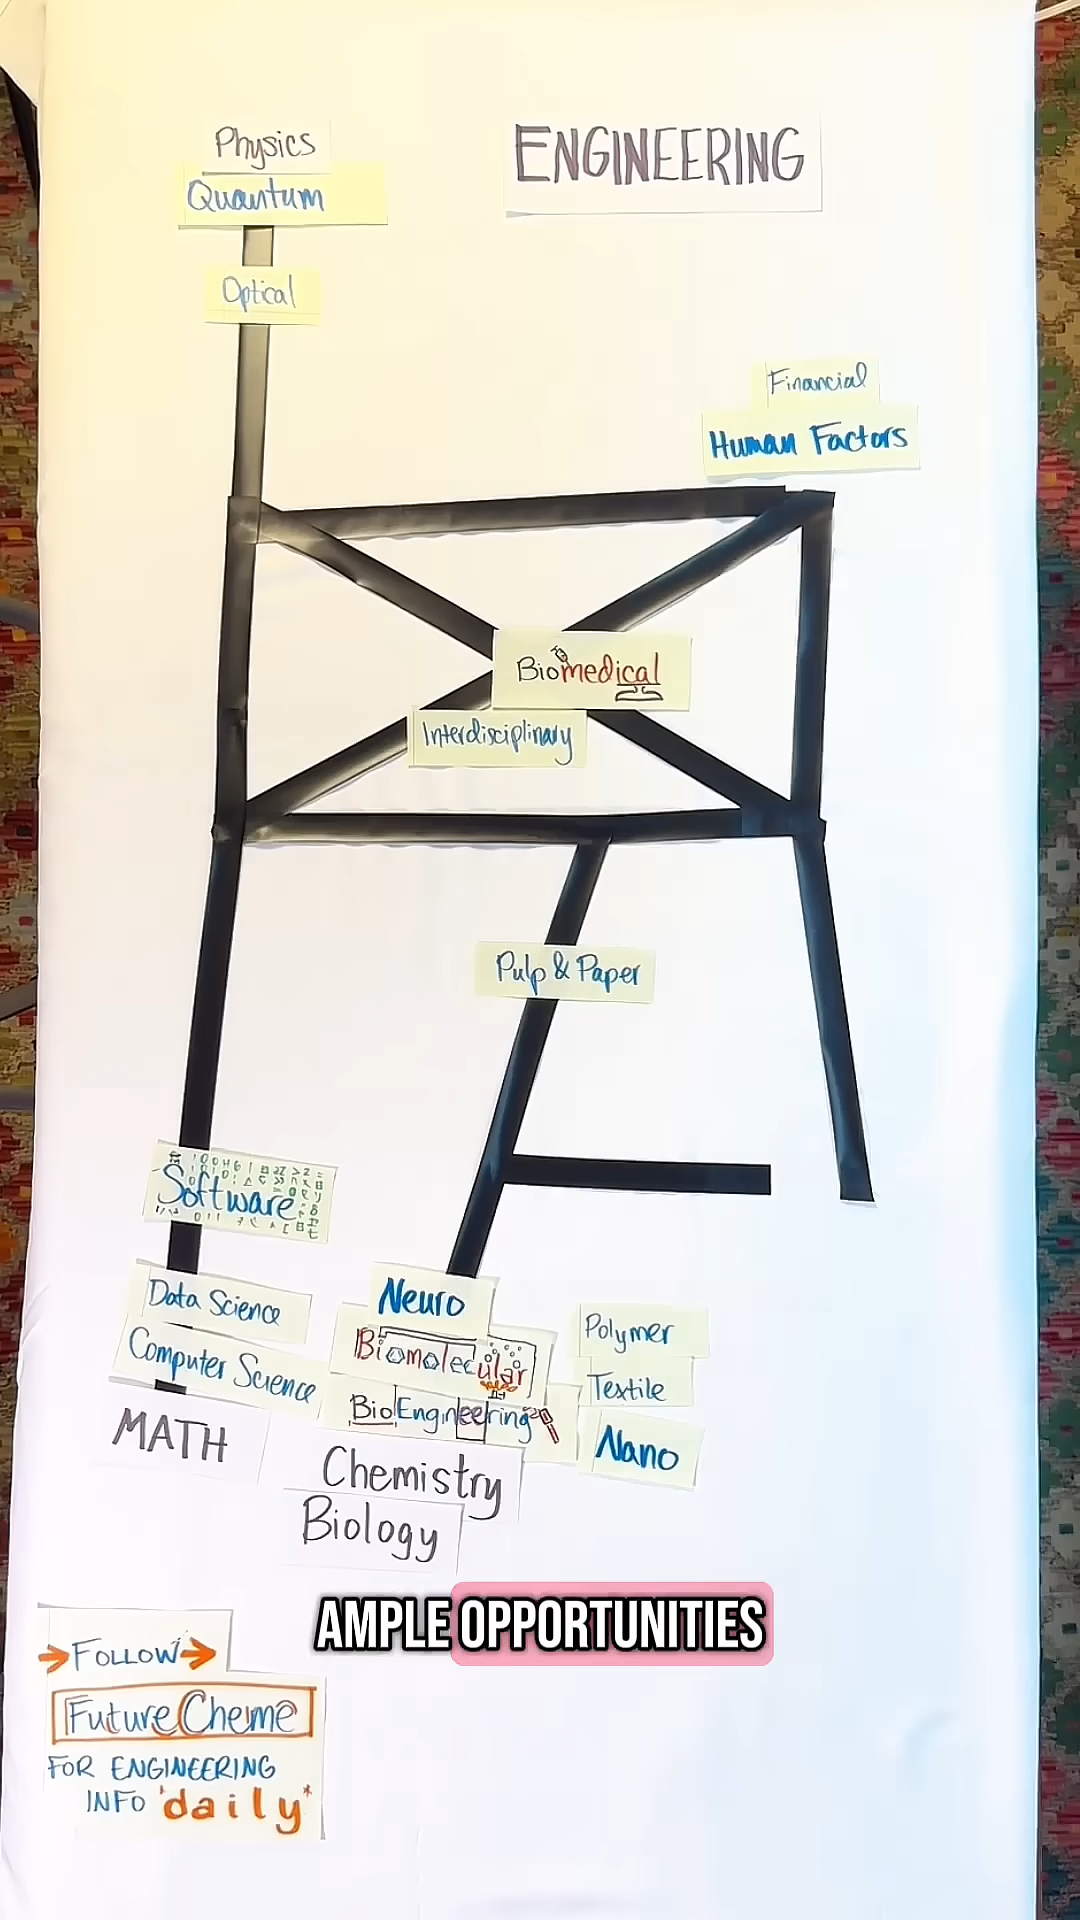 Physics
ENGINEERING
Quantum
Optical
Financial
Human Factors
Biomedical
Interdisciplinary
Pulp & Paper
Software
Data Science
Computer Science
MATH
Neuro
Biomolecular
BioEngineering
Chemistry
Biology
Polymer
Textile
Nano
AMPLE OPPORTUNITIES
FOLLOW
FutureCheme
FOR ENGINEERING
INFO *daily*